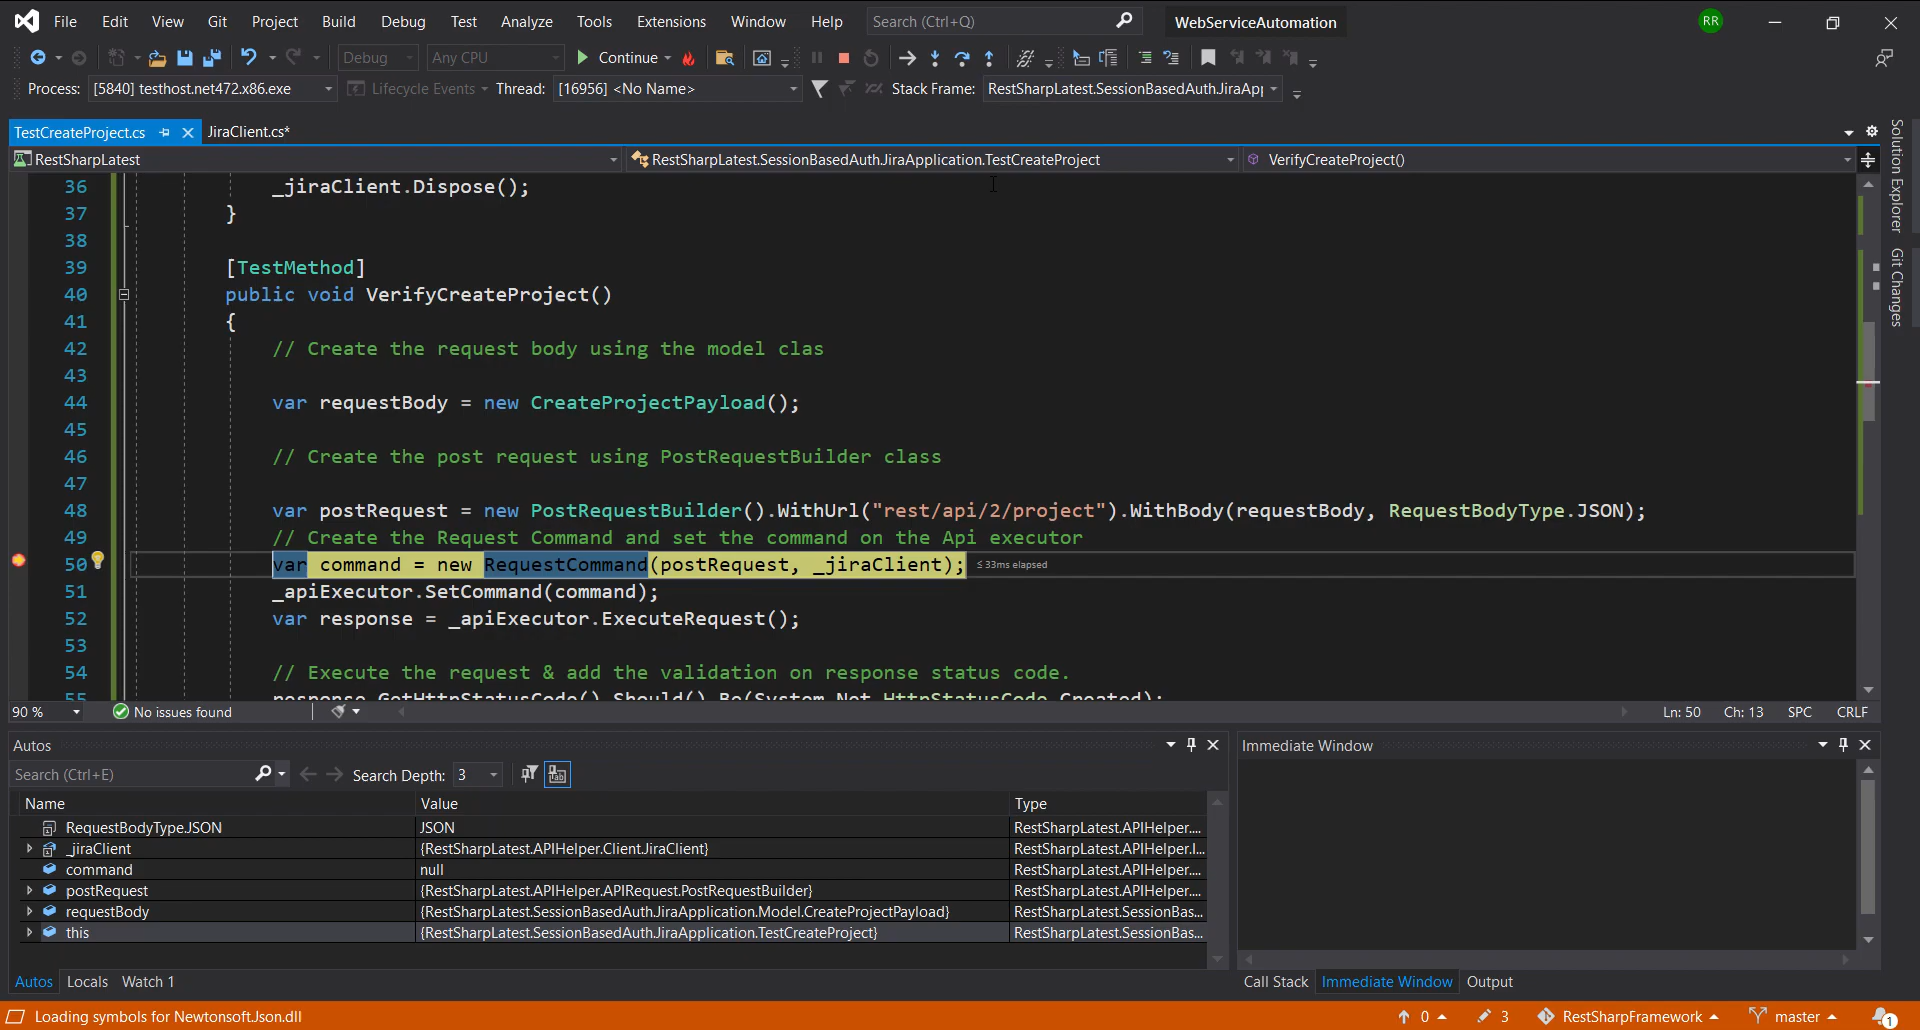 File Edit View Git Project Build Debug Test Analyze Tools Extensions Window Help Search (Ctrl+Q) WebServiceAutomation RR
Debug Any CPU Continue
Process: [5840] testhost.net472.x86.exe Lifecycle Events Thread: [16956] <No Name> Stack Frame: RestSharpLatest.SessionBasedAuth.JiraAp
TestCreateProject.cs JiraClient.cs*
RestSharpLatest RestSharpLatest.SessionBasedAuth.JiraApplication.TestCreateProject VerifyCreateProject()
36 _jiraClient.Dispose();
37 }
38
39 [TestMethod]
40 public void VerifyCreateProject()
41 {
42 // Create the request body using the model clas
43
44 var requestBody = new CreateProjectPayload();
45
46 // Create the post request using PostRequestBuilder class
47
48 var postRequest = new PostRequestBuilder().WithUrl("rest/api/2/project").WithBody(requestBody, RequestBodyType.JSON);
49 // Create the Request Command and set the command on the Api executor
50 var command = new RequestCommand(postRequest, _jiraClient); ≤ 33ms elapsed
51 _apiExecutor.SetCommand(command);
52 var response = _apiExecutor.ExecuteRequest();
53
54 // Execute the request & add the validation on response status code.
55 response.GetHttpStatusCode().Should().Be(System.Net.HttpStatusCode.Created);
90 % No issues found Ln: 50 Ch: 13 SPC CRLF
Solution Explorer
Git Changes
Autos
Search (Ctrl+E) Search Depth: 3
Name Value Type
RequestBodyType.JSON JSON RestSharpLatest.APIHelper....
_jiraClient {RestSharpLatest.APIHelper.Client.JiraClient} RestSharpLatest.APIHelper.I...
command null RestSharpLatest.APIHelper....
postRequest {RestSharpLatest.APIHelper.APIRequest.PostRequestBuilder} RestSharpLatest.APIHelper....
requestBody {RestSharpLatest.SessionBasedAuth.JiraApplication.Model.CreateProjectPayload} RestSharpLatest.SessionBas...
this {RestSharpLatest.SessionBasedAuth.JiraApplication.TestCreateProject} RestSharpLatest.SessionBas...
Autos Locals Watch 1
Immediate Window
Call Stack Immediate Window Output
Loading symbols for Newtonsoft.Json.dll 0 3 RestSharpFramework master 1